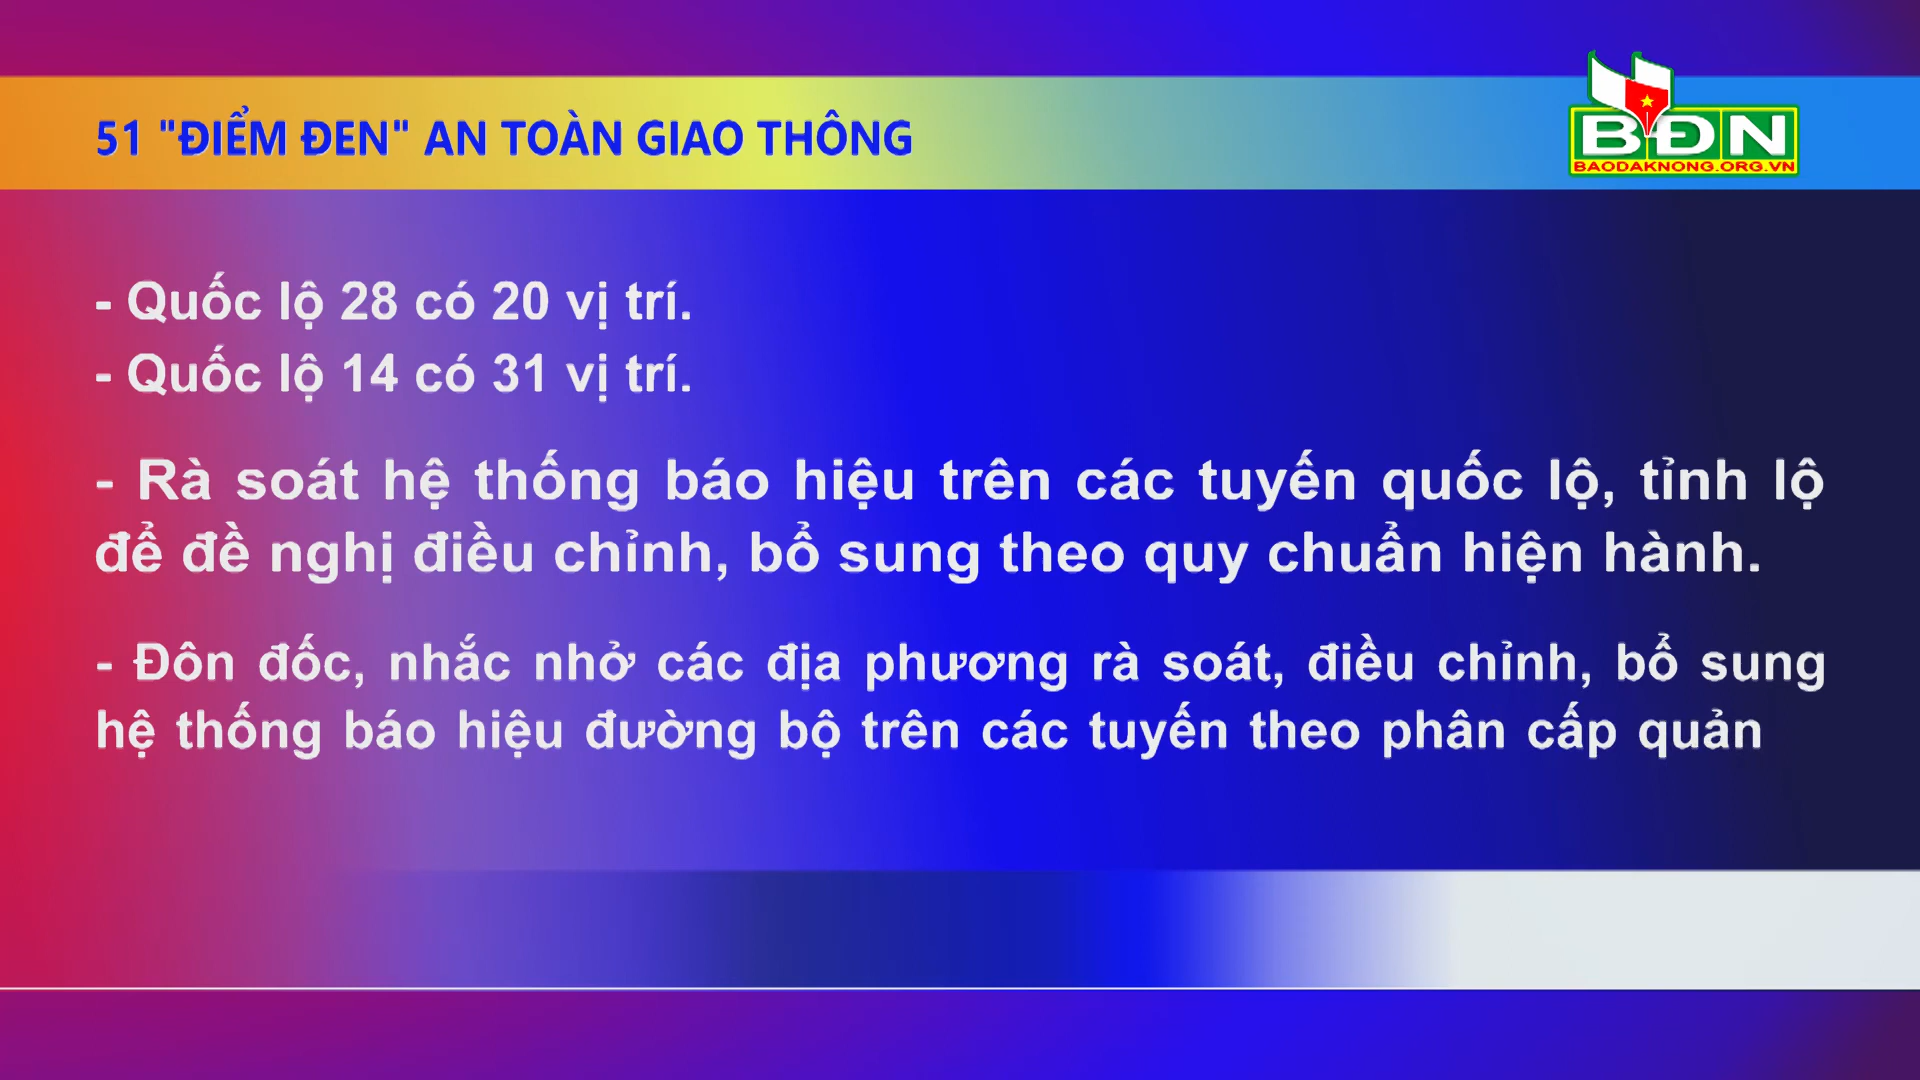 51 "ĐIỂM ĐEN" AN TOÀN GIAO THÔNG
BĐN
BAODAKNONG.ORG.VN
- Quốc lộ 28 có 20 vị trí.
- Quốc lộ 14 có 31 vị trí.
- Rà soát hệ thống báo hiệu trên các tuyến quốc lộ, tỉnh lộ
để đề nghị điều chỉnh, bổ sung theo quy chuẩn hiện hành.
- Đôn đốc, nhắc nhở các địa phương rà soát, điều chỉnh, bổ sung
hệ thống báo hiệu đường bộ trên các tuyến theo phân cấp quản